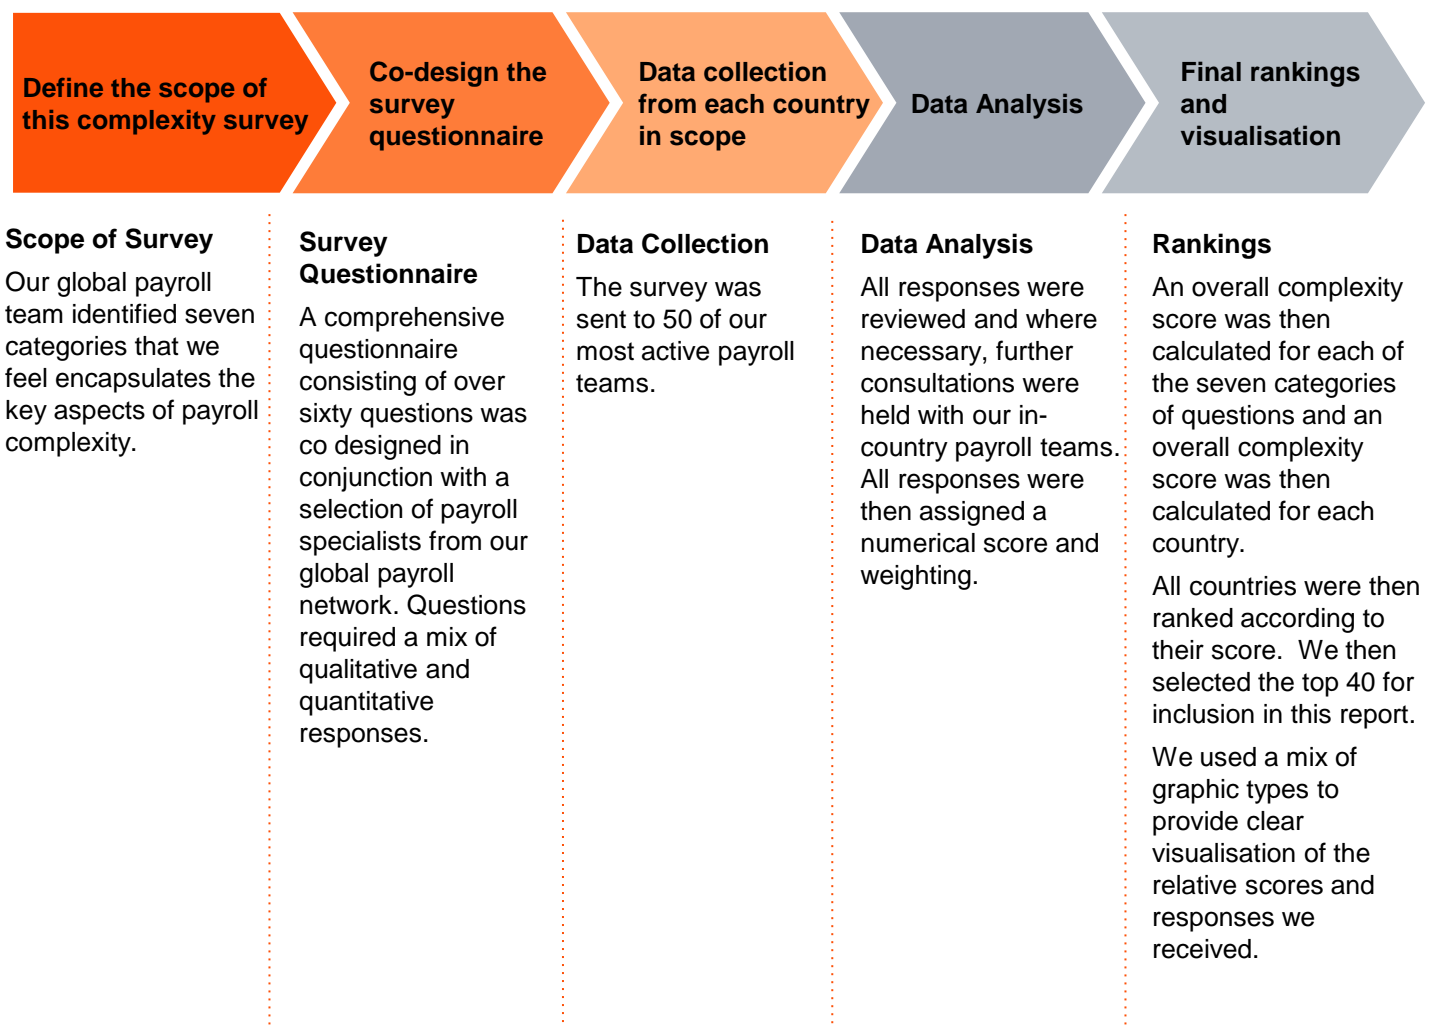 Define the scope of
this complexity survey
Co-design the
survey
questionnaire
Data collection
from each country
in scope
Data Analysis
Final rankings
and
visualisation
Scope of Survey
Our global payroll
team identified seven
categories that we
feel encapsulates the
key aspects of payroll
complexity.
Survey
Questionnaire
A comprehensive
questionnaire
consisting of over
sixty questions was
co designed in
conjunction with a
selection of payroll
specialists from our
global payroll
network. Questions
required a mix of
qualitative and
quantitative
responses.
Data Collection
The survey was
sent to 50 of our
most active payroll
teams.
Data Analysis
All responses were
reviewed and where
necessary, further
consultations were
held with our in-
country payroll teams.
All responses were
then assigned a
numerical score and
weighting.
Rankings
An overall complexity
score was then
calculated for each of
the seven categories
of questions and an
overall complexity
score was then
calculated for each
country.
All countries were then
ranked according to
their score.  We then
selected the top 40 for
inclusion in this report.
We used a mix of
graphic types to
provide clear
visualisation of the
relative scores and
responses we
received.